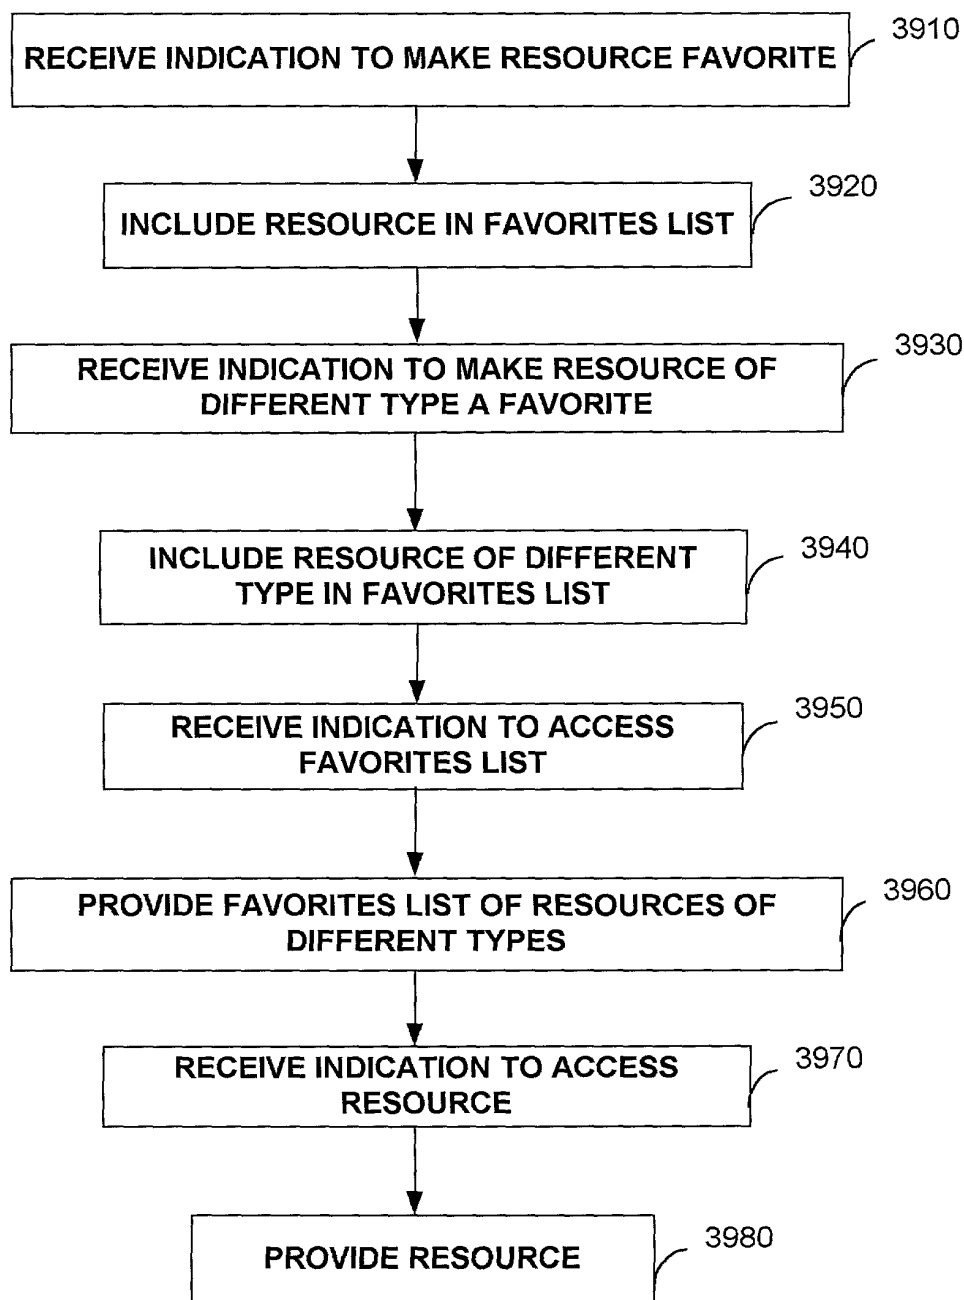 3910
RECEIVE INDICATION TO MAKE RESOURCE FAVORITE
3920
INCLUDE RESOURCE IN FAVORITES LIST
3930
RECEIVE INDICATION TO MAKE RESOURCE OF
DIFFERENT TYPE A FAVORITE
3940
INCLUDE RESOURCE OF DIFFERENT
TYPE IN FAVORITES LIST
3950
RECEIVE INDICATION TO ACCESS
FAVORITES LIST
3960
PROVIDE FAVORITES LIST OF RESOURCES OF
DIFFERENT TYPES
3970
RECEIVE INDICATION TO ACCESS
RESOURCE
3980
PROVIDE RESOURCE